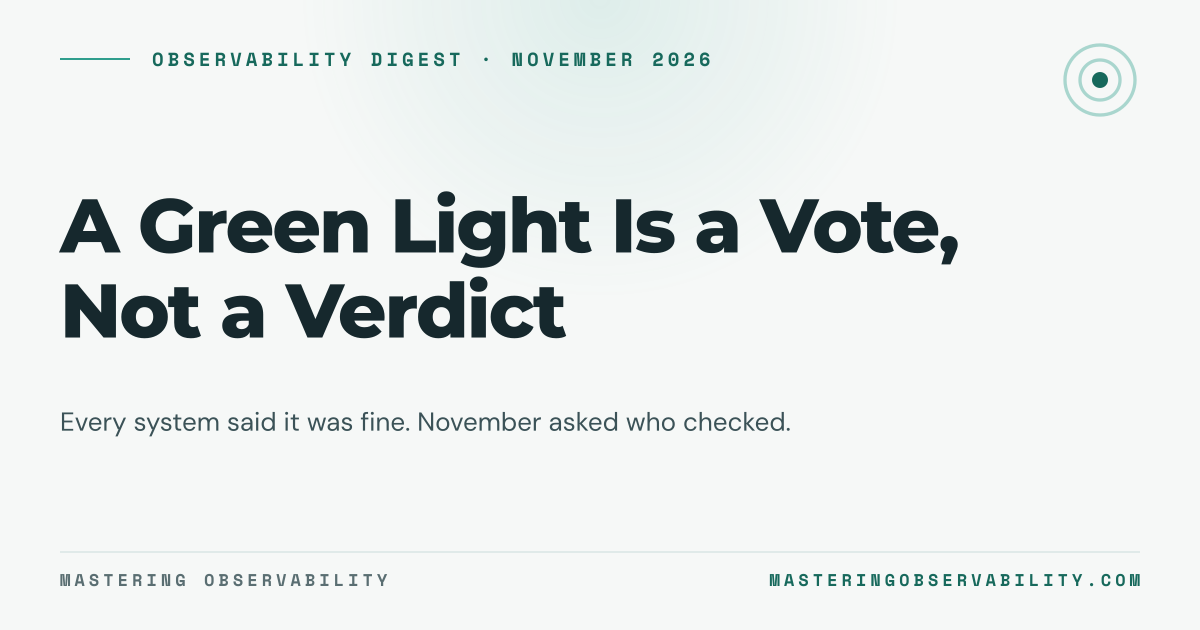 OBSERVABILITY DIGEST · NOVEMBER 2026
A Green Light Is a Vote,
Not a Verdict
Every system said it was fine. November asked who checked.
MASTERING OBSERVABILITY
MASTERINGOBSERVABILITY.COM